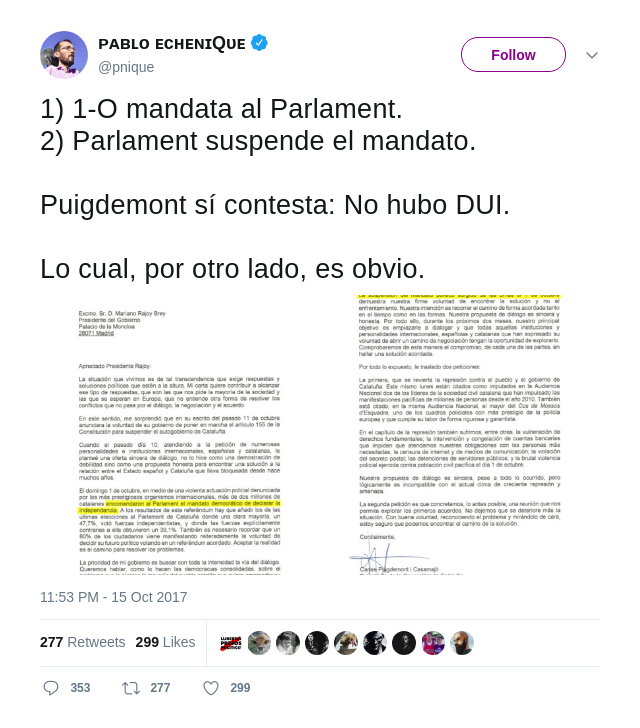 PABLO ECHENIQUE
@pnique
Follow
1) 1-O mandata al Parlament.
2) Parlament suspende el mandato.
Puigdemont sí contesta: No hubo DUI.
Lo cual, por otro lado, es obvio.
Excmo. Sr. D. Mariano Rajoy Brey
Presidente del Gobierno
Palacio de la Moncloa
28071 Madrid
Apreciado Presidente Rajoy:
La situación que vivimos es de tal trascendencia que exige respuestas y
soluciones políticas que estén a la altura. Mi carta quiere contribuir a alcanzar
ese tipo de respuestas, que son las que nos pide la mayoría de la sociedad y
las que se esperan en Europa, que no entiende otra forma de resolver los
conflictos que no pase por el diálogo, la negociación y el acuerdo.
En este sentido, me sorprendió que en su escrito del pasado 11 de octubre
anunciara la voluntad de su gobierno de poner en marcha el artículo 155 de la
Constitución para suspender el autogobierno de Cataluña.
Cuando el pasado día 10, atendiendo a la petición de numerosas
personalidades e instituciones internacionales, españolas y catalanas, le
planteé una oferta sincera de diálogo, no lo hice como una demostración de
debilidad sino como una propuesta honesta para encontrar una solución a la
relación entre el Estado español y Cataluña que lleva bloqueada desde hace
muchos años.
El domingo 1 de octubre, en medio de una violenta actuación policial denunciada
por los más prestigiosos organismos internacionales, más de dos millones de
catalanes encomendaron al Parlament el mandato democrático de declarar la
independencia. A los resultados de este referéndum hay que añadir los de las
últimas elecciones al Parlament de Cataluña donde una clara mayoría, un
47,7%, votó fuerzas independentistas, y donde las fuerzas explícitamente
contrarias a ella obtuvieron un 39,1%. También es necesario recordar que un
80% de los ciudadanos viene manifestando reiteradamente la voluntad de
decidir su futuro político votando en un referéndum acordado. Aceptar la realidad
es el camino para resolver los problemas.
La prioridad de mi gobierno es buscar con toda la intensidad la vía del diálogo.
Queremos hablar, como lo hacen las democracias consolidadas, sobre el
La suspensión del mandato político surgido de las urnas el 1 de octubre
demuestra nuestra firme voluntad de encontrar la solución y no el
enfrentamiento. Nuestra intención es recorrer el camino de forma acordada tanto
en el tiempo como en las formas. Nuestra propuesta de diálogo es sincera y
honesta. Por todo ello, durante los próximos dos meses, nuestro principal
objetivo es emplazarle a dialogar y que todas aquellas instituciones y
personalidades internacionales, españolas y catalanas que han expresado su
voluntad de abrir un camino de negociación tengan la oportunidad de explorarlo.
Comprobaremos de esta manera el compromiso, de cada una de las partes, en
hallar una solución acordada.
Por todo lo expuesto, le traslado dos peticiones:
La primera, que se revierta la represión contra el pueblo y el gobierno de
Cataluña. Este mismo lunes están citados como imputados en la Audiencia
Nacional dos de los líderes de la sociedad civil catalana que han impulsado las
manifestaciones pacíficas de millones de personas desde el año 2010. También
está citado, en la misma Audiencia Nacional, el mayor del Cos de Mossos
d'Esquadra, uno de los cuadros policiales con más prestigio de la policía
europea y que cumple su labor de forma rigurosa y garantista.
En el capítulo de la represión también sufrimos, entre otras, la vulneración de
derechos fundamentales; la intervención y congelación de cuentas bancarias
que impiden que atendamos nuestras obligaciones con las personas más
necesitadas; la censura de internet y de medios de comunicación; la violación
del secreto postal; las detenciones de servidores públicos; y la brutal violencia
policial ejercida contra población civil pacífica el día 1 de octubre.
Nuestra propuesta de diálogo es sincera, pese a todo lo ocurrido, pero
lógicamente es incompatible con el actual clima de creciente represión y
amenaza.
La segunda petición es que concretemos, lo antes posible, una reunión que nos
permita explorar los primeros acuerdos. No dejemos que se deteriore más la
situación. Con buena voluntad, reconociendo el problema y mirándolo de cara,
estoy seguro que podemos encontrar el camino de la solución.
Cordialmente,
Carles Puigdemont i Casamajó
11:53 PM - 15 Oct 2017
277 Retweets 299 Likes
353 277 299